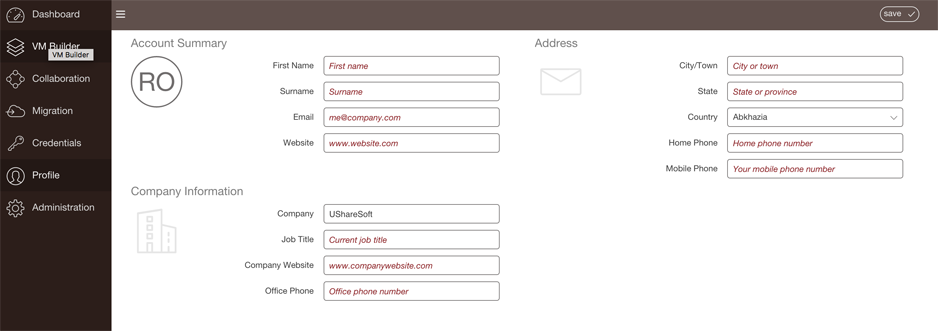 Dashboard
VM Builder
VM Builder
Collaboration
Migration
Credentials
Profile
Administration
save
Account Summary
RO
First Name First name
Surname Surname
Email me@company.com
Website www.website.com
Company Information
Company UShareSoft
Job Title Current job title
Company Website www.companywebsite.com
Office Phone Office phone number
Address
City/Town City or town
State State or province
Country Abkhazia
Home Phone Home phone number
Mobile Phone Your mobile phone number